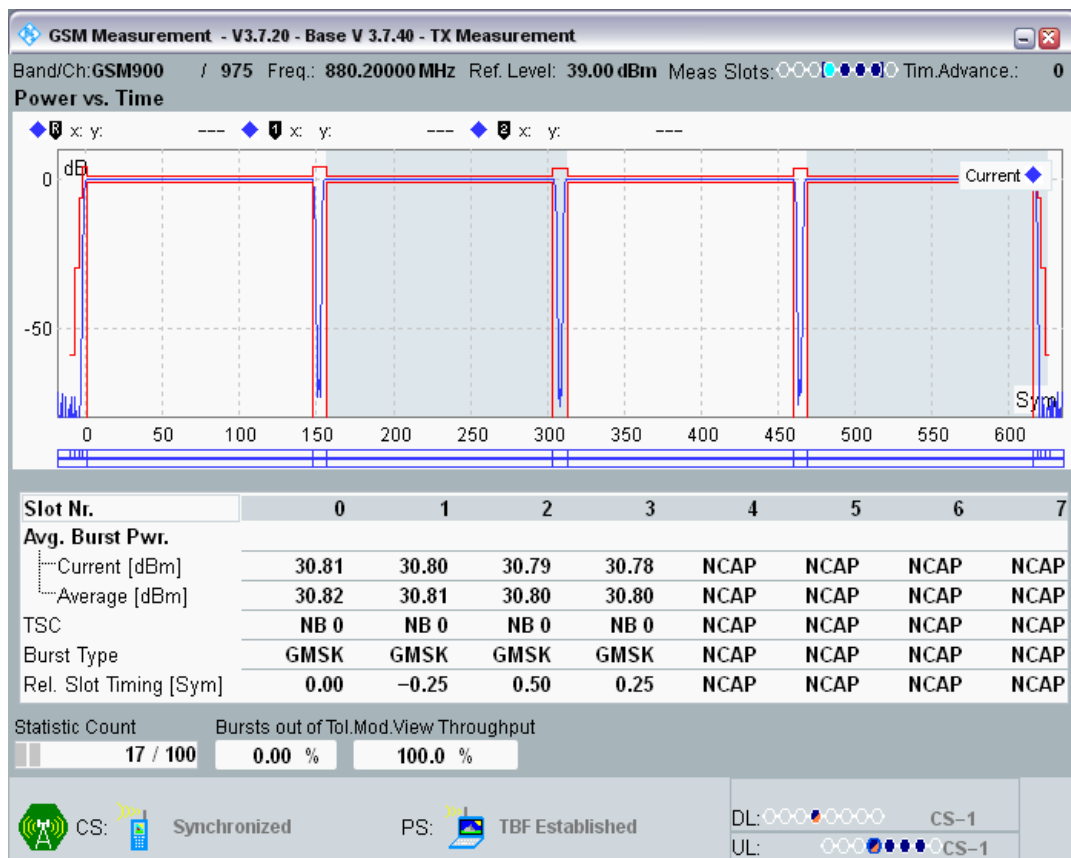 GSM Measurement - V3.7.20 - Base V 3.7.40 - TX Measurement
Band/Ch:GSM900 / 975 Freq.: 880.20000 MHz Ref. Level: 39.00 dBm Meas Slots: Tim.Advance.: 0
Power vs. Time
R x: y: --- 1 x: y: --- 2 x: y: ---
dB
0
Current
-50
Sym
0 50 100 150 200 250 300 350 400 450 500 550 600
Slot Nr. 0 1 2 3 4 5 6 7
Avg. Burst Pwr.
Current [dBm] 30.81 30.80 30.79 30.78 NCAP NCAP NCAP NCAP
Average [dBm] 30.82 30.81 30.80 30.80 NCAP NCAP NCAP NCAP
TSC NB 0 NB 0 NB 0 NB 0 NCAP NCAP NCAP NCAP
Burst Type GMSK GMSK GMSK GMSK NCAP NCAP NCAP NCAP
Rel. Slot Timing [Sym] 0.00 −0.25 0.50 0.25 NCAP NCAP NCAP NCAP
Statistic Count Bursts out of Tol. Mod.View Throughput
17 / 100 0.00 % 100.0 %
CS: Synchronized PS: TBF Established DL: CS−1
UL: CS−1